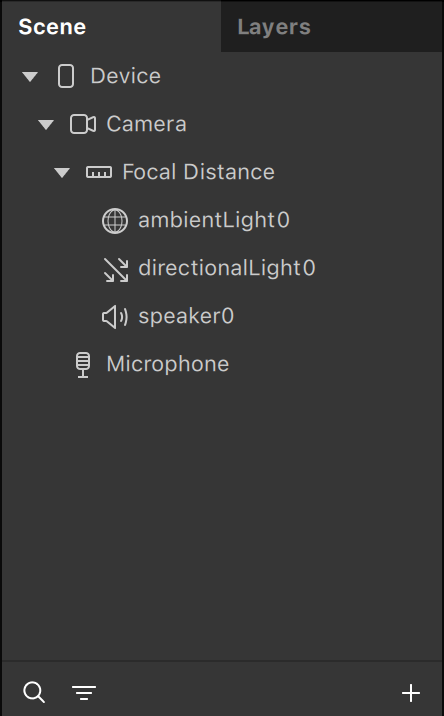 Scene Layers
Device
Camera
Focal Distance
ambientLight0
directionalLight0
speaker0
Microphone